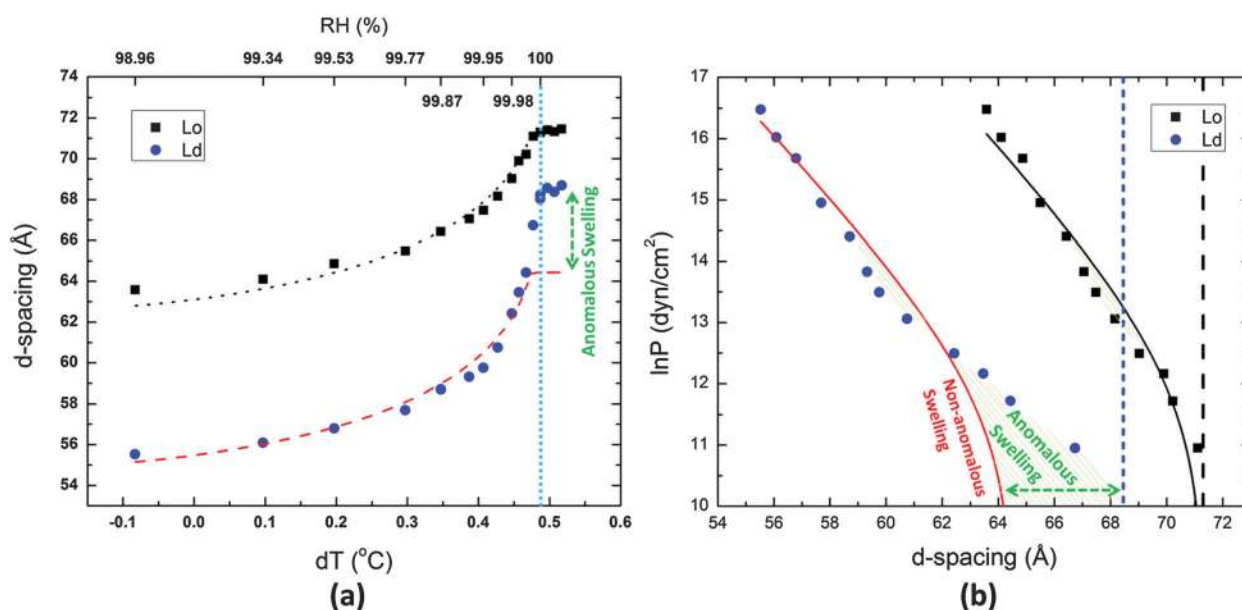 RH (%)
98.96 99.34 99.53 99.77 99.95 100
99.87 99.98
74
72
70
68
66
64
62
60
58
56
54
Lo
Ld
d-spacing (Å)
Anomalous Swelling
-0.1 0.0 0.1 0.2 0.3 0.4 0.5 0.6
dT (°C)
(a)
17
16
15
14
13
12
11
10
Lo
Ld
lnP (dyn/cm²)
Non-anomalous
Swelling
Anomalous
Swelling
54 56 58 60 62 64 66 68 70 72
d-spacing (Å)
(b)